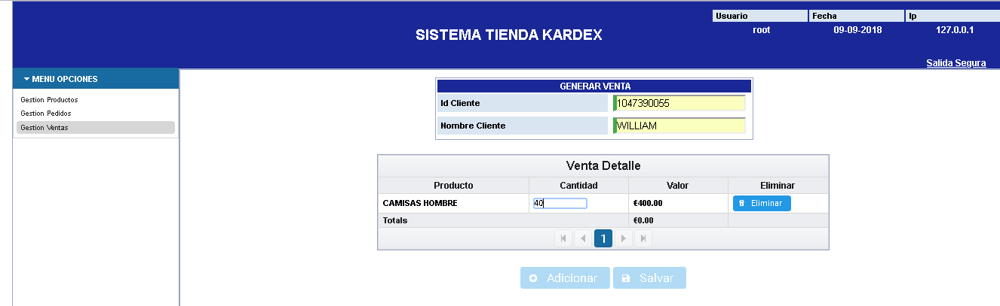 Usuario Fecha Ip
SISTEMA TIENDA KARDEX
root 09-09-2018 127.0.0.1
Salida Segura
MENU OPCIONES
Gestion Productos
Gestion Pedidos
Gestion Ventas
GENERAR VENTA
Id Cliente 1047390055
Nombre Cliente WILLIAM
Venta Detalle
Producto Cantidad Valor Eliminar
CAMISAS HOMBRE 40 €400.00 Eliminar
Totals €0.00
1
Adicionar Salvar